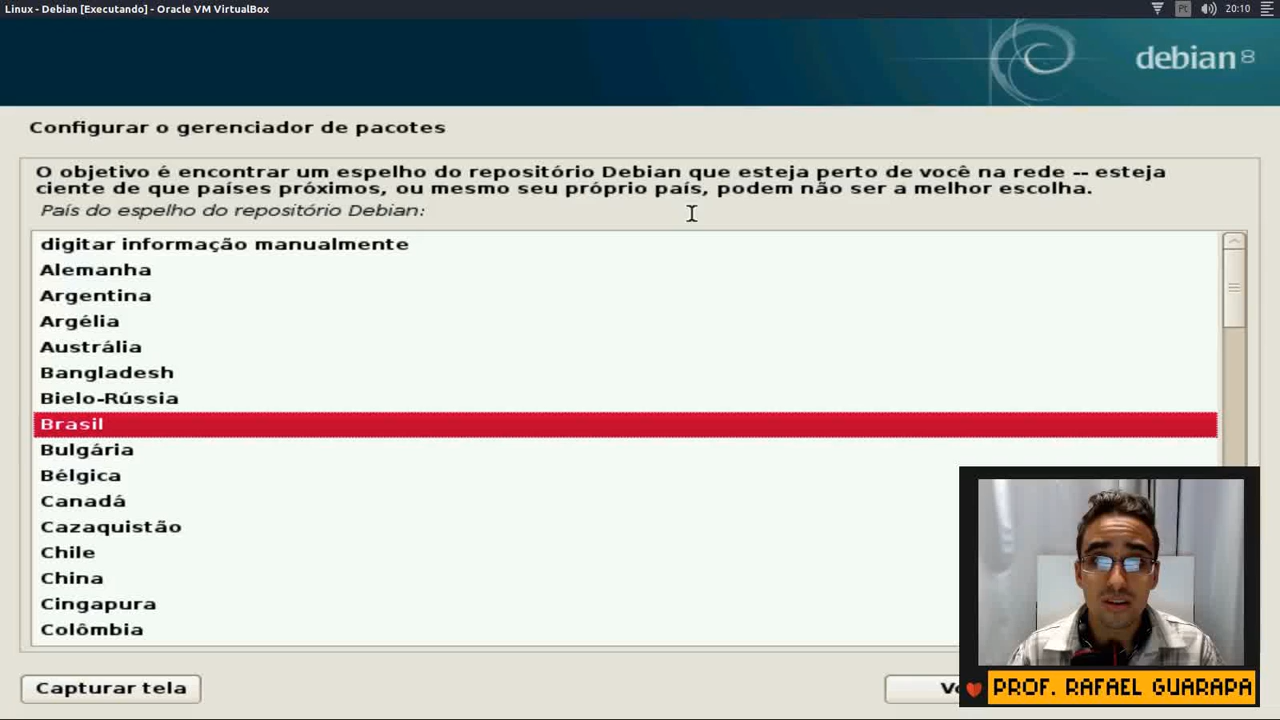 Linux - Debian [Executando] - Oracle VM VirtualBox
Pt
20:10
debian 8
Configurar o gerenciador de pacotes
O objetivo é encontrar um espelho do repositório Debian que esteja perto de você na rede -- esteja
ciente de que países próximos, ou mesmo seu próprio país, podem não ser a melhor escolha.
País do espelho do repositório Debian:
digitar informação manualmente
Alemanha
Argentina
Argélia
Austrália
Bangladesh
Bielo-Rússia
Brasil
Bulgária
Bélgica
Canadá
Cazaquistão
Chile
China
Cingapura
Colômbia
Capturar tela
PROF. RAFAEL GUARAPA